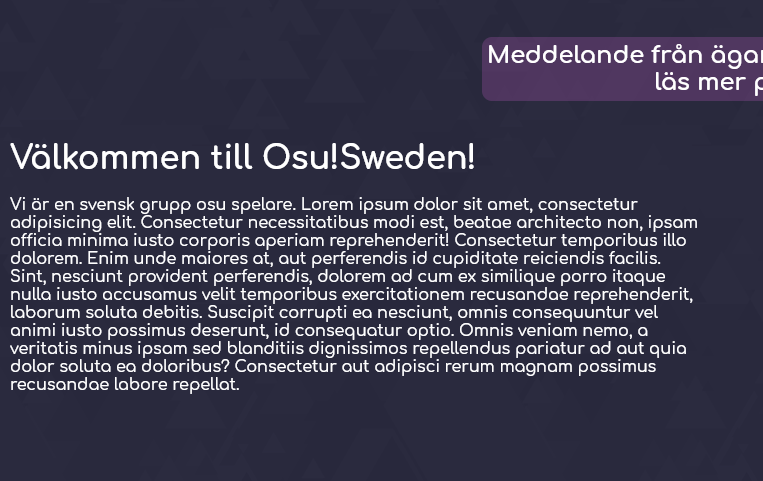 Meddelande från
läs mer
Välkommen till Osu!Sweden!
Vi är en svensk grupp osu spelare. Lorem ipsum dolor sit amet, consectetur
adipisicing elit. Consectetur necessitatibus modi est, beatae architecto non, ipsam
officia minima iusto corporis aperiam reprehenderit! Consectetur temporibus illo
dolorem. Enim unde maiores at, aut perferendis id cupiditate reiciendis facilis.
Sint, nesciunt provident perferendis, dolorem ad cum ex similique porro itaque
nulla iusto accusamus velit temporibus exercitationem recusandae reprehenderit,
laborum soluta debitis. Suscipit corrupti ea nesciunt, omnis consequuntur vel
animi iusto possimus deserunt, id consequatur optio. Omnis veniam nemo, a
veritatis minus ipsam sed blanditiis dignissimos repellendus pariatur ad aut quia
dolor soluta ea doloribus? Consectetur aut adipisci rerum magnam possimus
recusandae labore repellat.